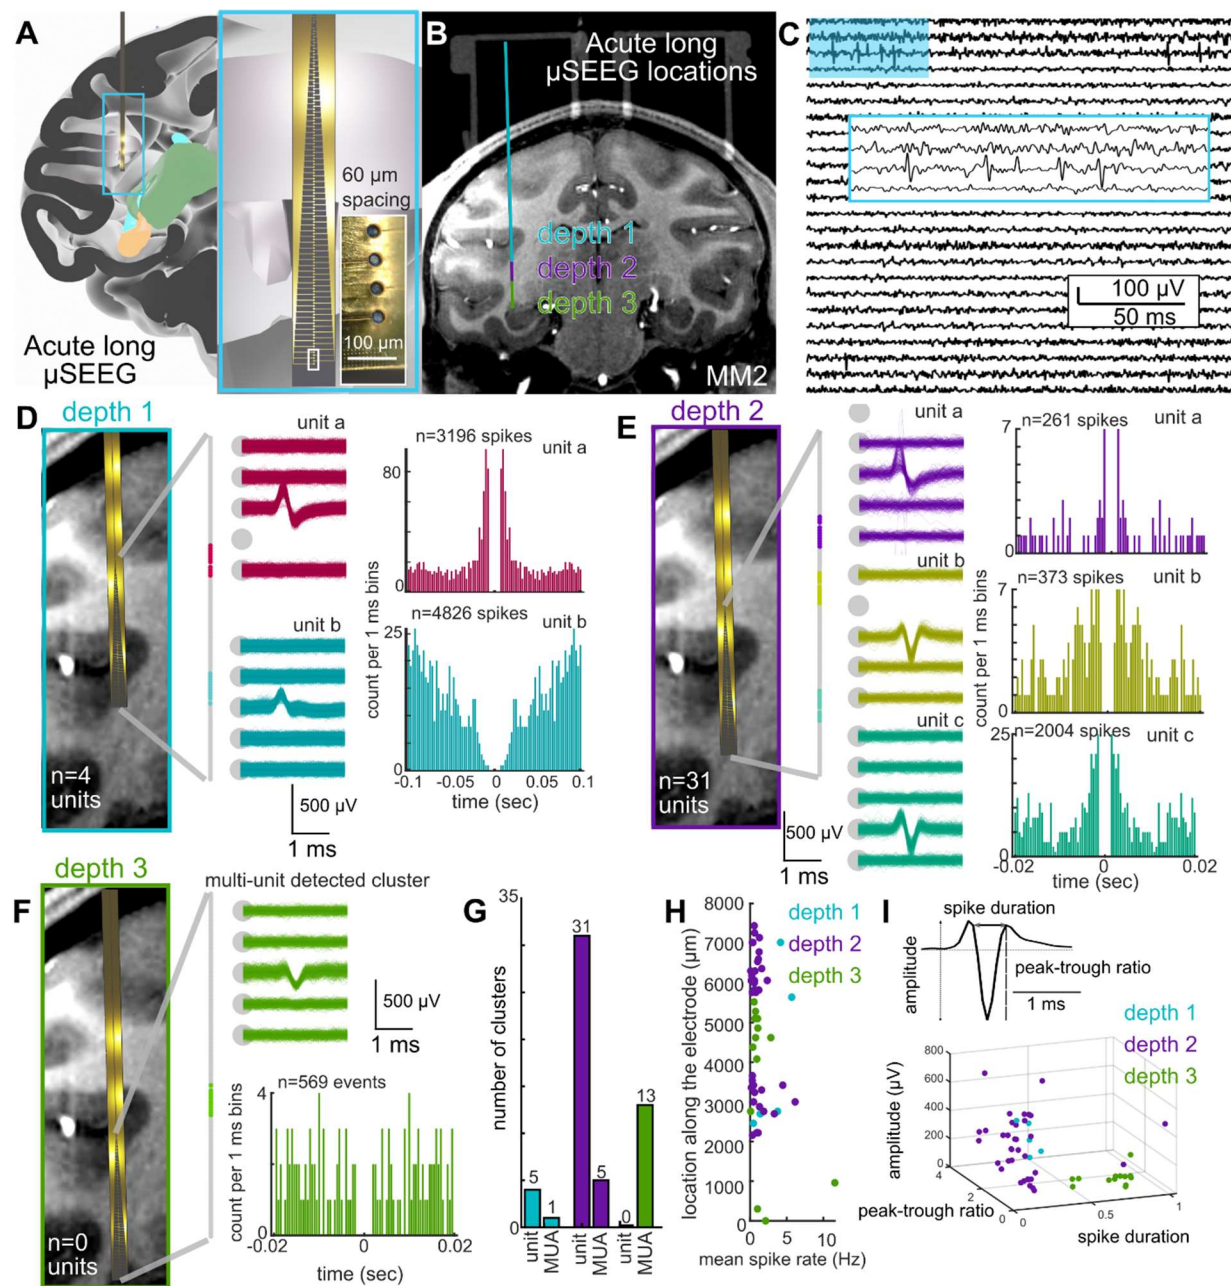 A
60 µm
spacing
100 µm
Acute long
µSEEG
B
Acute long
µSEEG locations
depth 1
depth 2
depth 3
MM2
C
100 µV
50 ms
D
depth 1
n=4
units
unit a
unit b
500 µV
1 ms
n=3196 spikes
unit a
80
0
n=4826 spikes
unit b
25
0
count per 1 ms bins
-0.1
-0.05
0
0.05
0.1
time (sec)
E
depth 2
n=31
units
unit a
unit b
unit c
500 µV
1 ms
n=261 spikes
unit a
7
0
n=373 spikes
unit b
7
0
n=2004 spikes
unit c
25
0
count per 1 ms bins
-0.02
0
0.02
time (sec)
F
depth 3
n=0
units
multi-unit detected cluster
500 µV
1 ms
n=569 events
4
0
count per 1 ms bins
-0.02
0
0.02
time (sec)
G
number of clusters
35
0
5
1
31
5
0
13
unit
MUA
unit
MUA
unit
MUA
H
location along the electrode (µm)
8000
7000
6000
5000
4000
3000
2000
1000
0
depth 1
depth 2
depth 3
0
5
10
mean spike rate (Hz)
I
spike duration
amplitude
peak-trough ratio
1 ms
depth 1
depth 2
depth 3
amplitude (µV)
800
600
400
200
0
4
2
0
peak-trough ratio
0
0.5
1
spike duration